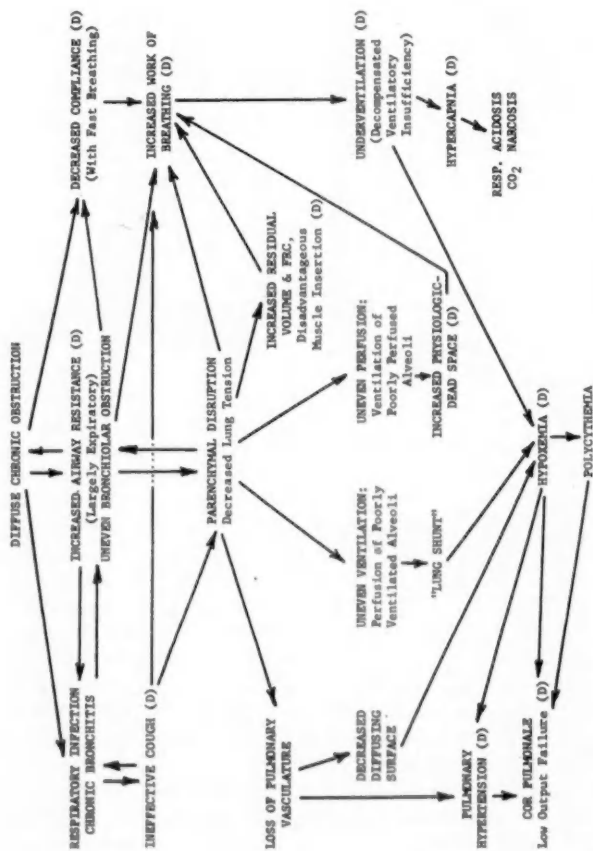 DIFFUSE CHRONIC OBSTRUCTION
RESPIRATORY INFECTION
CHRONIC BRONCHITIS
INCREASED AIRWAY RESISTANCE (D)
(Largely Expiratory)
UNEVEN BRONCHIOLAR OBSTRUCTION
DECREASED COMPLIANCE (D)
(With Fast Breathing)
INEFFECTIVE COUGH (D)
INCREASED WORK OF
BREATHING (D)
PARENCHYMAL DISRUPTION
Decreased Lung Tension
INCREASED RESIDUAL
VOLUME & FRC,
Disadvantageous
Muscle Insertion (D)
LOSS OF PULMONARY
VASCULATURE
UNEVEN VENTILATION:
Perfusion of Poorly
Ventilated Alveoli
UNEVEN PERFUSION:
Ventilation of
Poorly Perfused
Alveoli
UNDERVENTILATION (D)
(Decompensated
Ventilatory
Insufficiency)
DECREASED
DIFFUSING
SURFACE
"LUNG SHUNT"
INCREASED PHYSIOLOGIC-
DEAD SPACE (D)
HYPERCAPNIA (D)
PULMONARY
HYPERTENSION (D)
HYPOXEMIA (D)
RESP. ACIDOSIS
CO2 NARCOSIS
COR PULMONALE
Low Output Failure (D)
POLYCYTHEMIA